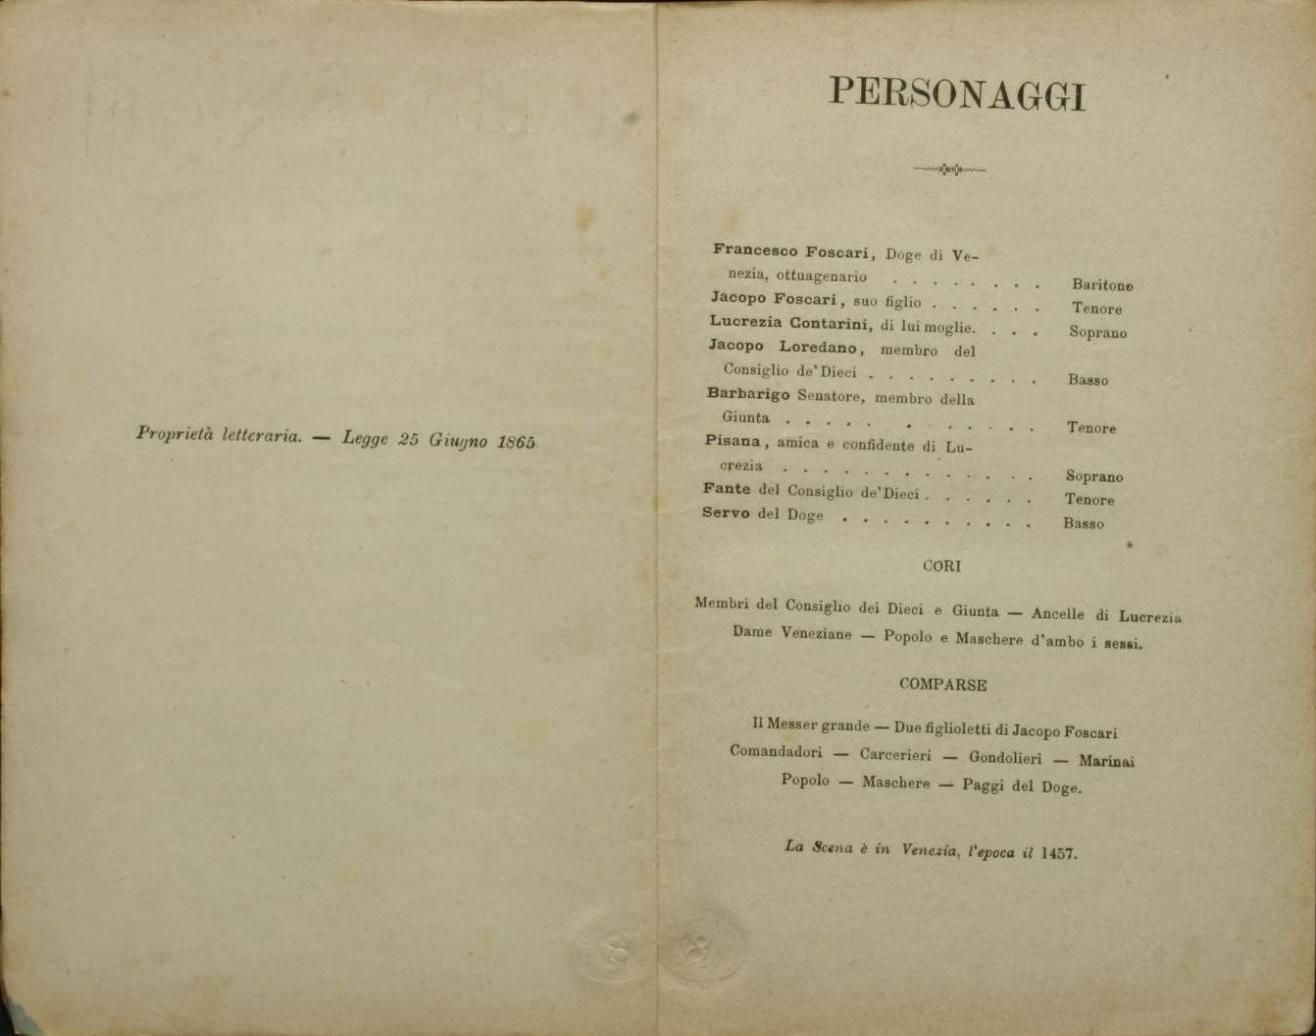 Proprietà letteraria. — Legge 25 Giugno 1865
PERSONAGGI
Francesco Foscari, Doge di Ve-
nezia, ottuagenario . . . . . . . Baritono
Jacopo Foscari, suo figlio . . . . . . Tenore
Lucrezia Contarini, di lui moglie. . . . Soprano
Jacopo Loredano, membro del
Consiglio de' Dieci . . . . . . . . . Basso
Barbarigo Senatore, membro della
Giunta . . . . . . . . . . . Tenore
Pisana, amica e confidente di Lu-
crezia . . . . . . . . . . . . Soprano
Fante del Consiglio de' Dieci . . . . . . Tenore
Servo del Doge . . . . . . . . . . Basso
CORI
Membri del Consiglio dei Dieci e Giunta — Ancelle di Lucrezia
Dame Veneziane — Popolo e Maschere d'ambo i sessi.
COMPARSE
Il Messer grande — Due figlioletti di Jacopo Foscari
Comandadori — Carcerieri — Gondolieri — Marinai
Popolo — Maschere — Paggi del Doge.
La Scena è in Venezia, l'epoca il 1457.